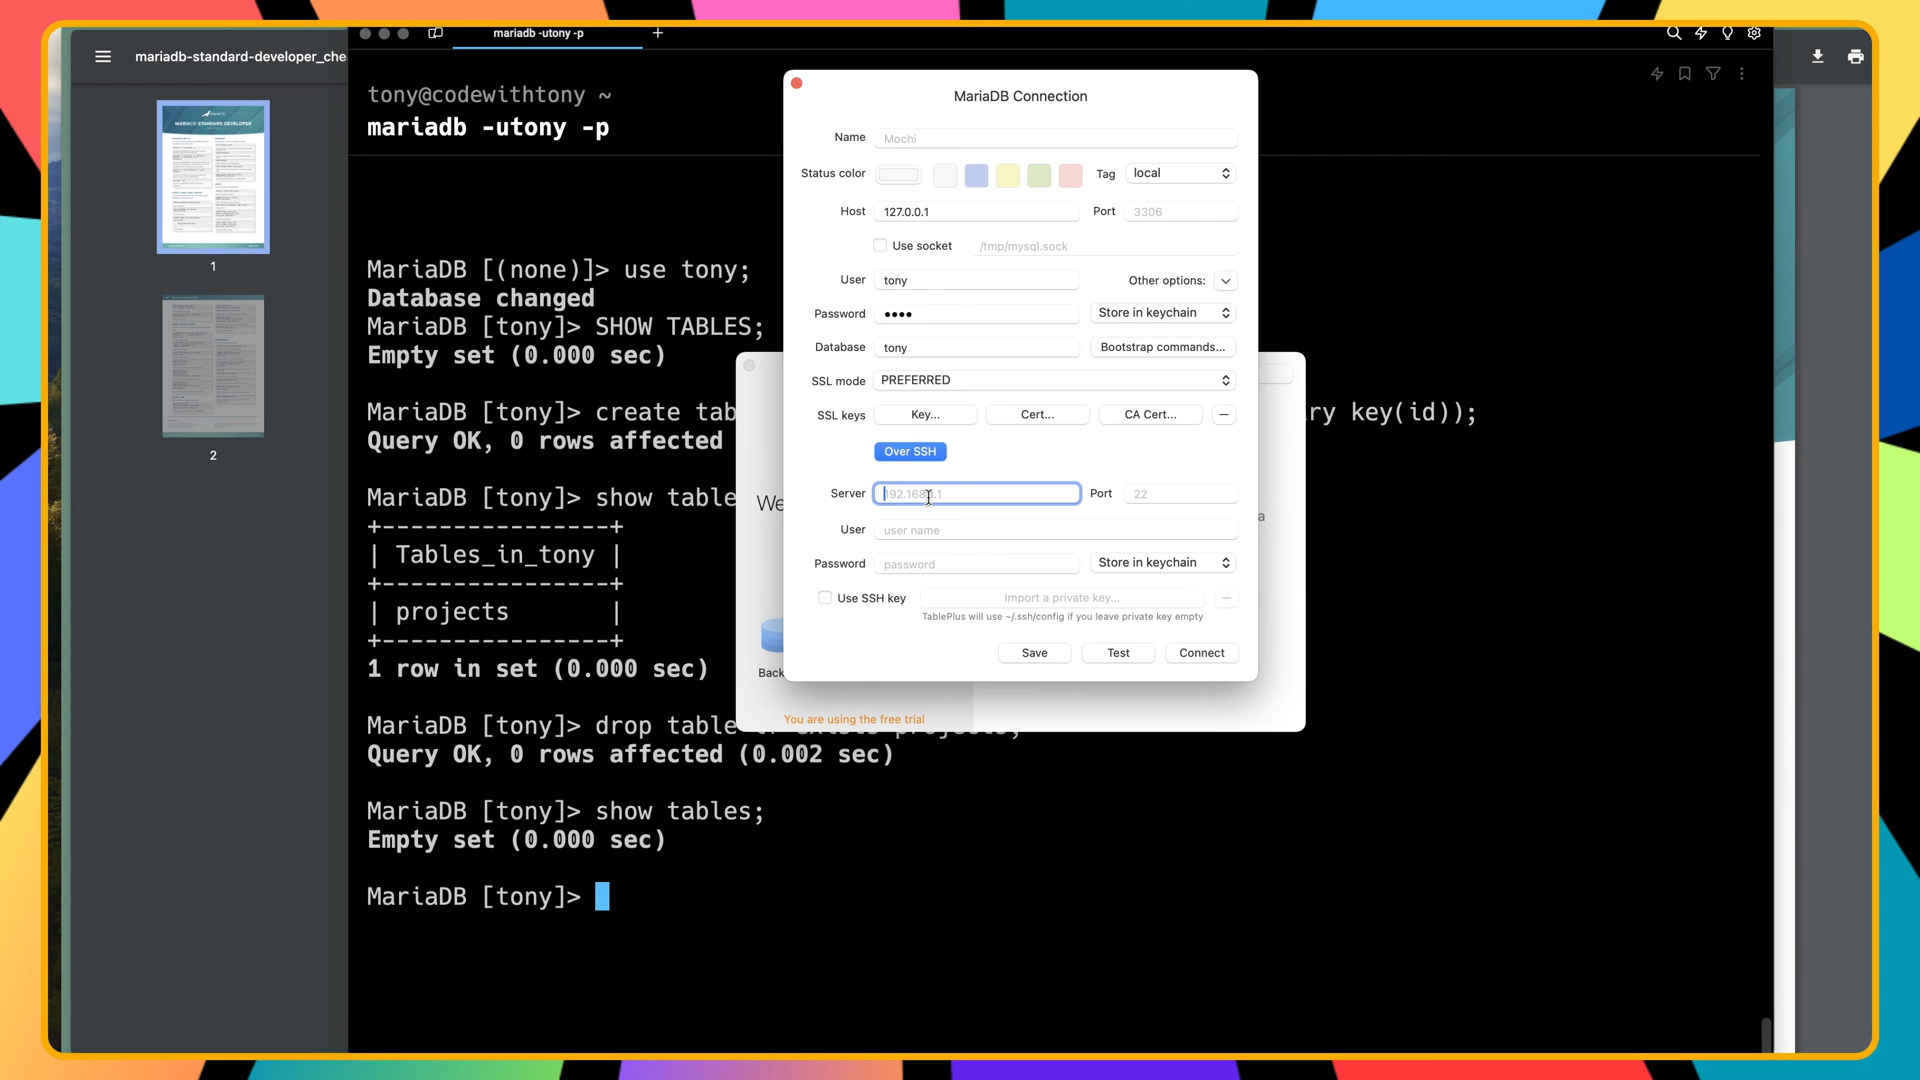 mariadb-standard-developer_che
1
2
mariadb -utony -p
tony@codewithtony ~
mariadb -utony -p
MariaDB [(none)]> use tony;
Database changed
MariaDB [tony]> SHOW TABLES;
Empty set (0.000 sec)
MariaDB [tony]> create tab
ry key(id));
Query OK, 0 rows affected
MariaDB [tony]> show table
| Tables_in_tony |
| projects |
1 row in set (0.000 sec)
MariaDB [tony]> drop table
Query OK, 0 rows affected (0.002 sec)
MariaDB [tony]> show tables;
Empty set (0.000 sec)
MariaDB [tony]>
MariaDB Connection
Name Mochi
Status color Tag local
Host 127.0.0.1 Port 3306
Use socket /tmp/mysql.sock
User tony Other options:
Password •••• Store in keychain
Database tony Bootstrap commands...
SSL mode PREFERRED
SSL keys Key... Cert... CA Cert...
Over SSH
Server Port 22
User user name
Password password Store in keychain
Use SSH key Import a private key...
TablePlus will use ~/.ssh/config if you leave private key empty
Save Test Connect
We
a
Back
You are using the free trial